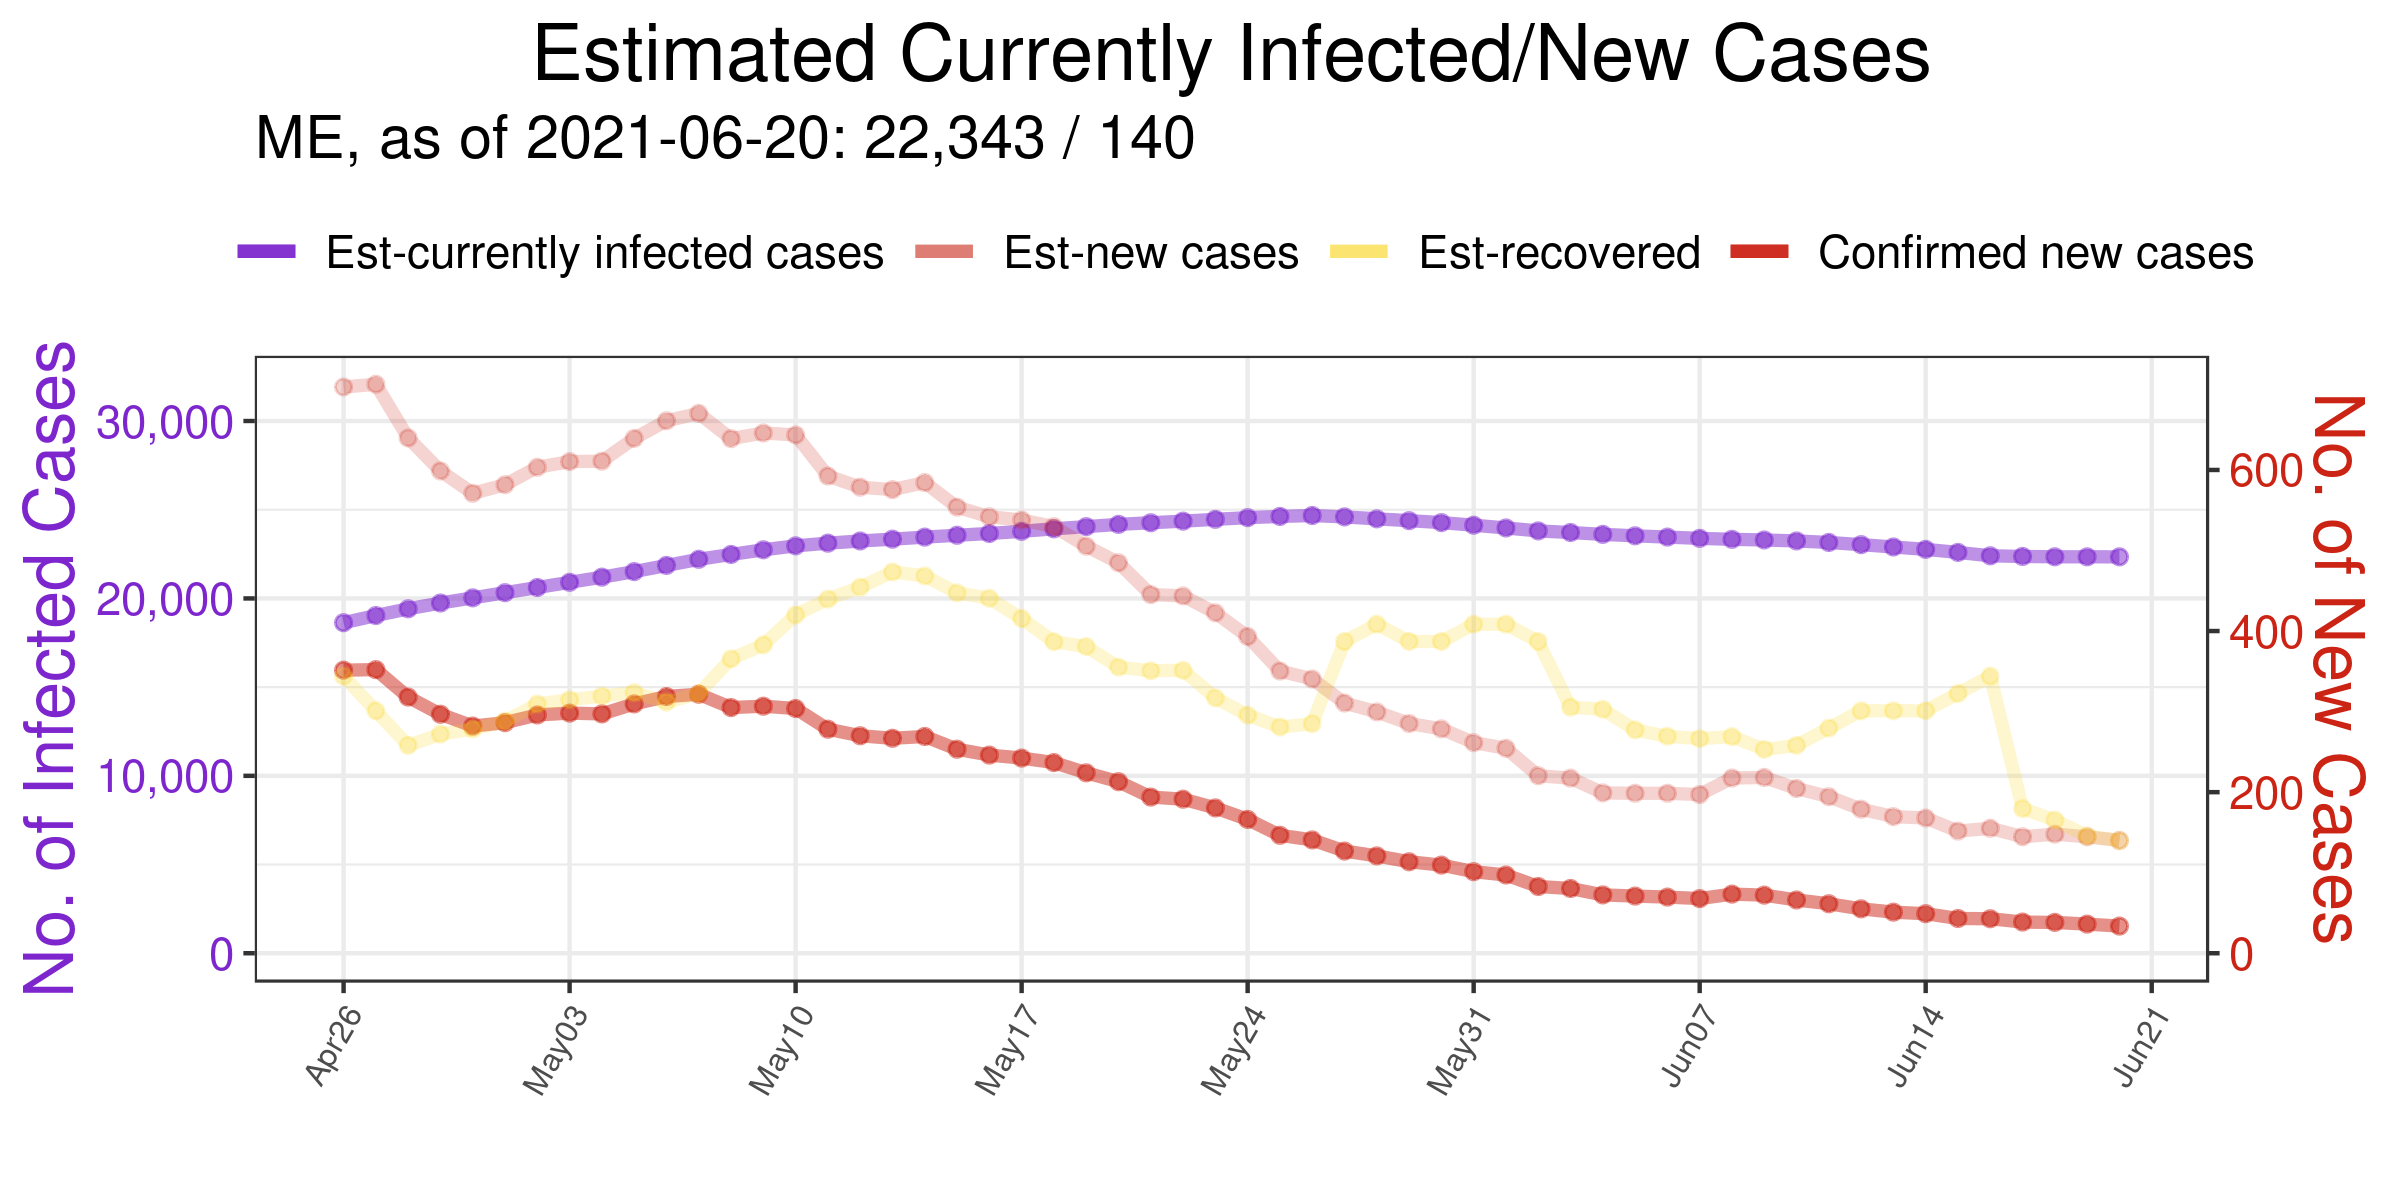 Estimated Currently Infected/New Cases
ME, as of 2021-06-20: 22,343 / 140
Est-currently infected cases Est-new cases Est-recovered Confirmed new cases
No. of Infected Cases
30,000
20,000
10,000
0
600
400
200
0
No. of New Cases
Apr26 May03 May10 May17 May24 May31 Jun07 Jun14 Jun21